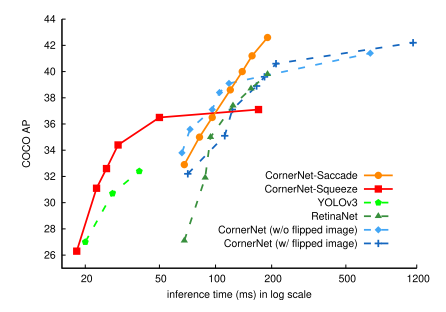 44
42
40
38
36
34
32
30
28
26
COCO AP
CornerNet-Saccade
CornerNet-Squeeze
YOLOv3
RetinaNet
CornerNet (w/o flipped image)
CornerNet (w/ flipped image)
20 50 100 200 500 1200
inference time (ms) in log scale